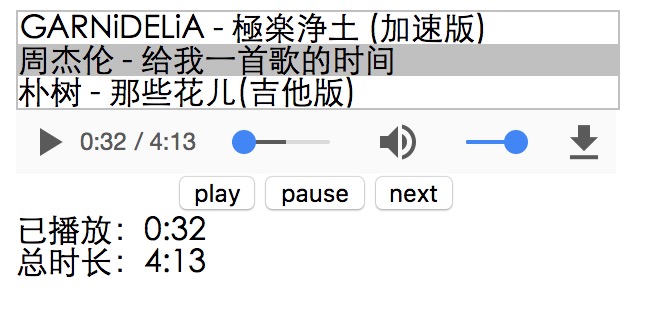 GARNiDELiA - 極楽浄土 (加速版)
周杰伦 - 给我一首歌的时间
朴树 - 那些花儿(吉他版)
0:32 / 4:13
play pause next
已播放：0:32
总时长：4:13